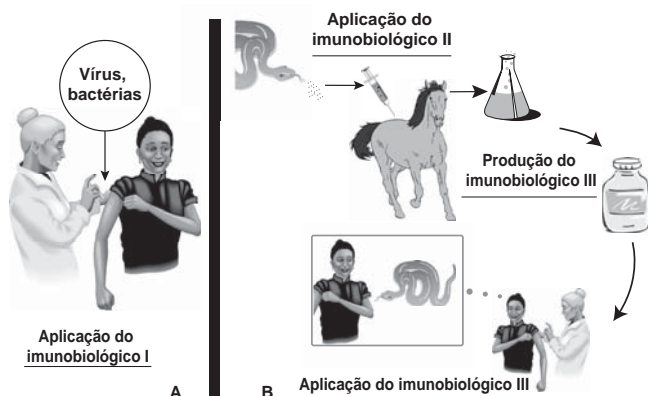 Vírus,
bactérias
Aplicação do
imunobiológico I
A
Aplicação do
imunobiológico II
Produção do
imunobiológico III
B
Aplicação do imunobiológico III